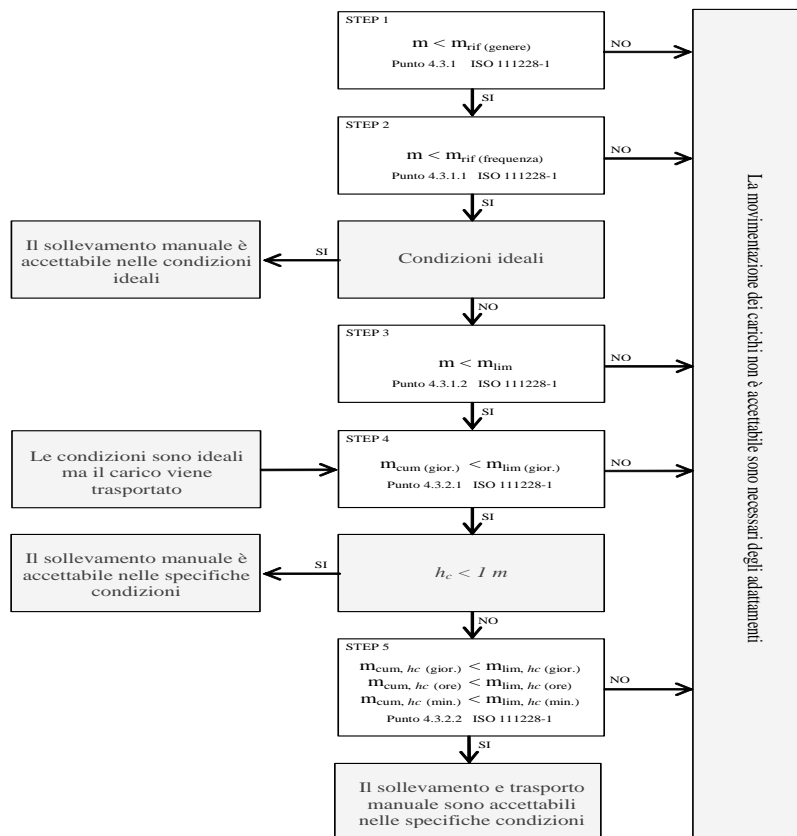 STEP 1
m < mrif (genere)
Punto 4.3.1 ISO 111228-1
NO
SI
STEP 2
m < mrif (frequenza)
Punto 4.3.1.1 ISO 111228-1
NO
SI
Il sollevamento manuale è
accettabile nelle condizioni
ideali
SI
Condizioni ideali
NO
STEP 3
m < mlim
Punto 4.3.1.2 ISO 111228-1
NO
SI
Le condizioni sono ideali
ma il carico viene
trasportato
STEP 4
mcum (gior.) < mlim (gior.)
Punto 4.3.2.1 ISO 111228-1
NO
SI
Il sollevamento manuale è
accettabile nelle specifiche
condizioni
SI
hc < 1 m
NO
STEP 5
mcum, hc (gior.) < mlim, hc (gior.)
mcum, hc (ore) < mlim, hc (ore)
mcum, hc (min.) < mlim, hc (min.)
Punto 4.3.2.2 ISO 111228-1
NO
SI
Il sollevamento e trasporto
manuale sono accettabili
nelle specifiche condizioni
La movimentazione dei carichi non è accettabile sono necessari degli adattamenti